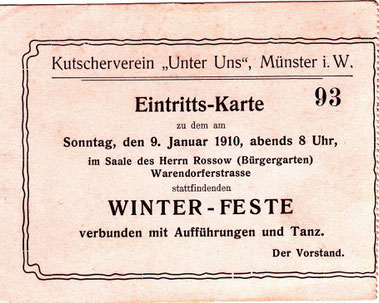 Kutscherverein „Unter Uns“, Münster i. W.
Eintritts-Karte 93
zu dem am
Sonntag, den 9. Januar 1910, abends 8 Uhr,
im Saale des Herrn Rossow (Bürgergarten)
Warendorferstrasse
stattfindenden
WINTER-FESTE
verbunden mit Aufführungen und Tanz.
Der Vorstand.